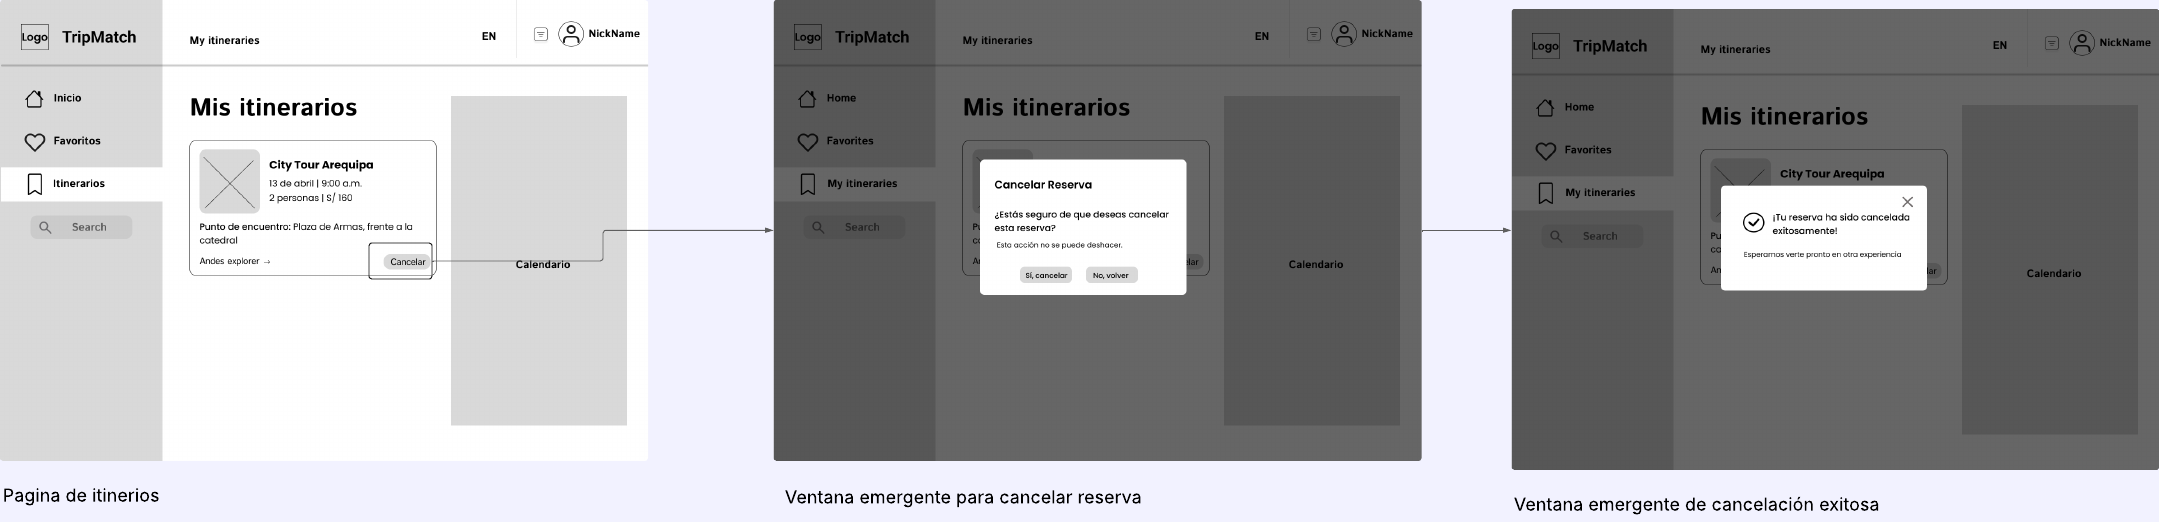 Logo TripMatch
My itineraries
EN
NickName
Inicio
Favoritos
Itinerarios
Search
Mis itinerarios
City Tour Arequipa
13 de abril | 9:00 a.m.
2 personas | S/ 160
Punto de encuentro: Plaza de Armas, frente a la
catedral
Andes explorer →
Cancelar
Calendario
Pagina de itinerios
Logo TripMatch
My itineraries
EN
NickName
Home
Favorites
My itineraries
Search
Mis itinerarios
Cancelar Reserva
¿Estás seguro de que deseas cancelar
esta reserva?
Esta acción no se puede deshacer.
Sí, cancelar
No, volver
Calendario
Ventana emergente para cancelar reserva
Logo TripMatch
My itineraries
EN
NickName
Home
Favorites
My itineraries
Search
Mis itinerarios
City Tour Arequipa
¡Tu reserva ha sido cancelada
exitosamente!
Esperamos verte pronto en otra experiencia
Calendario
Ventana emergente de cancelación exitosa